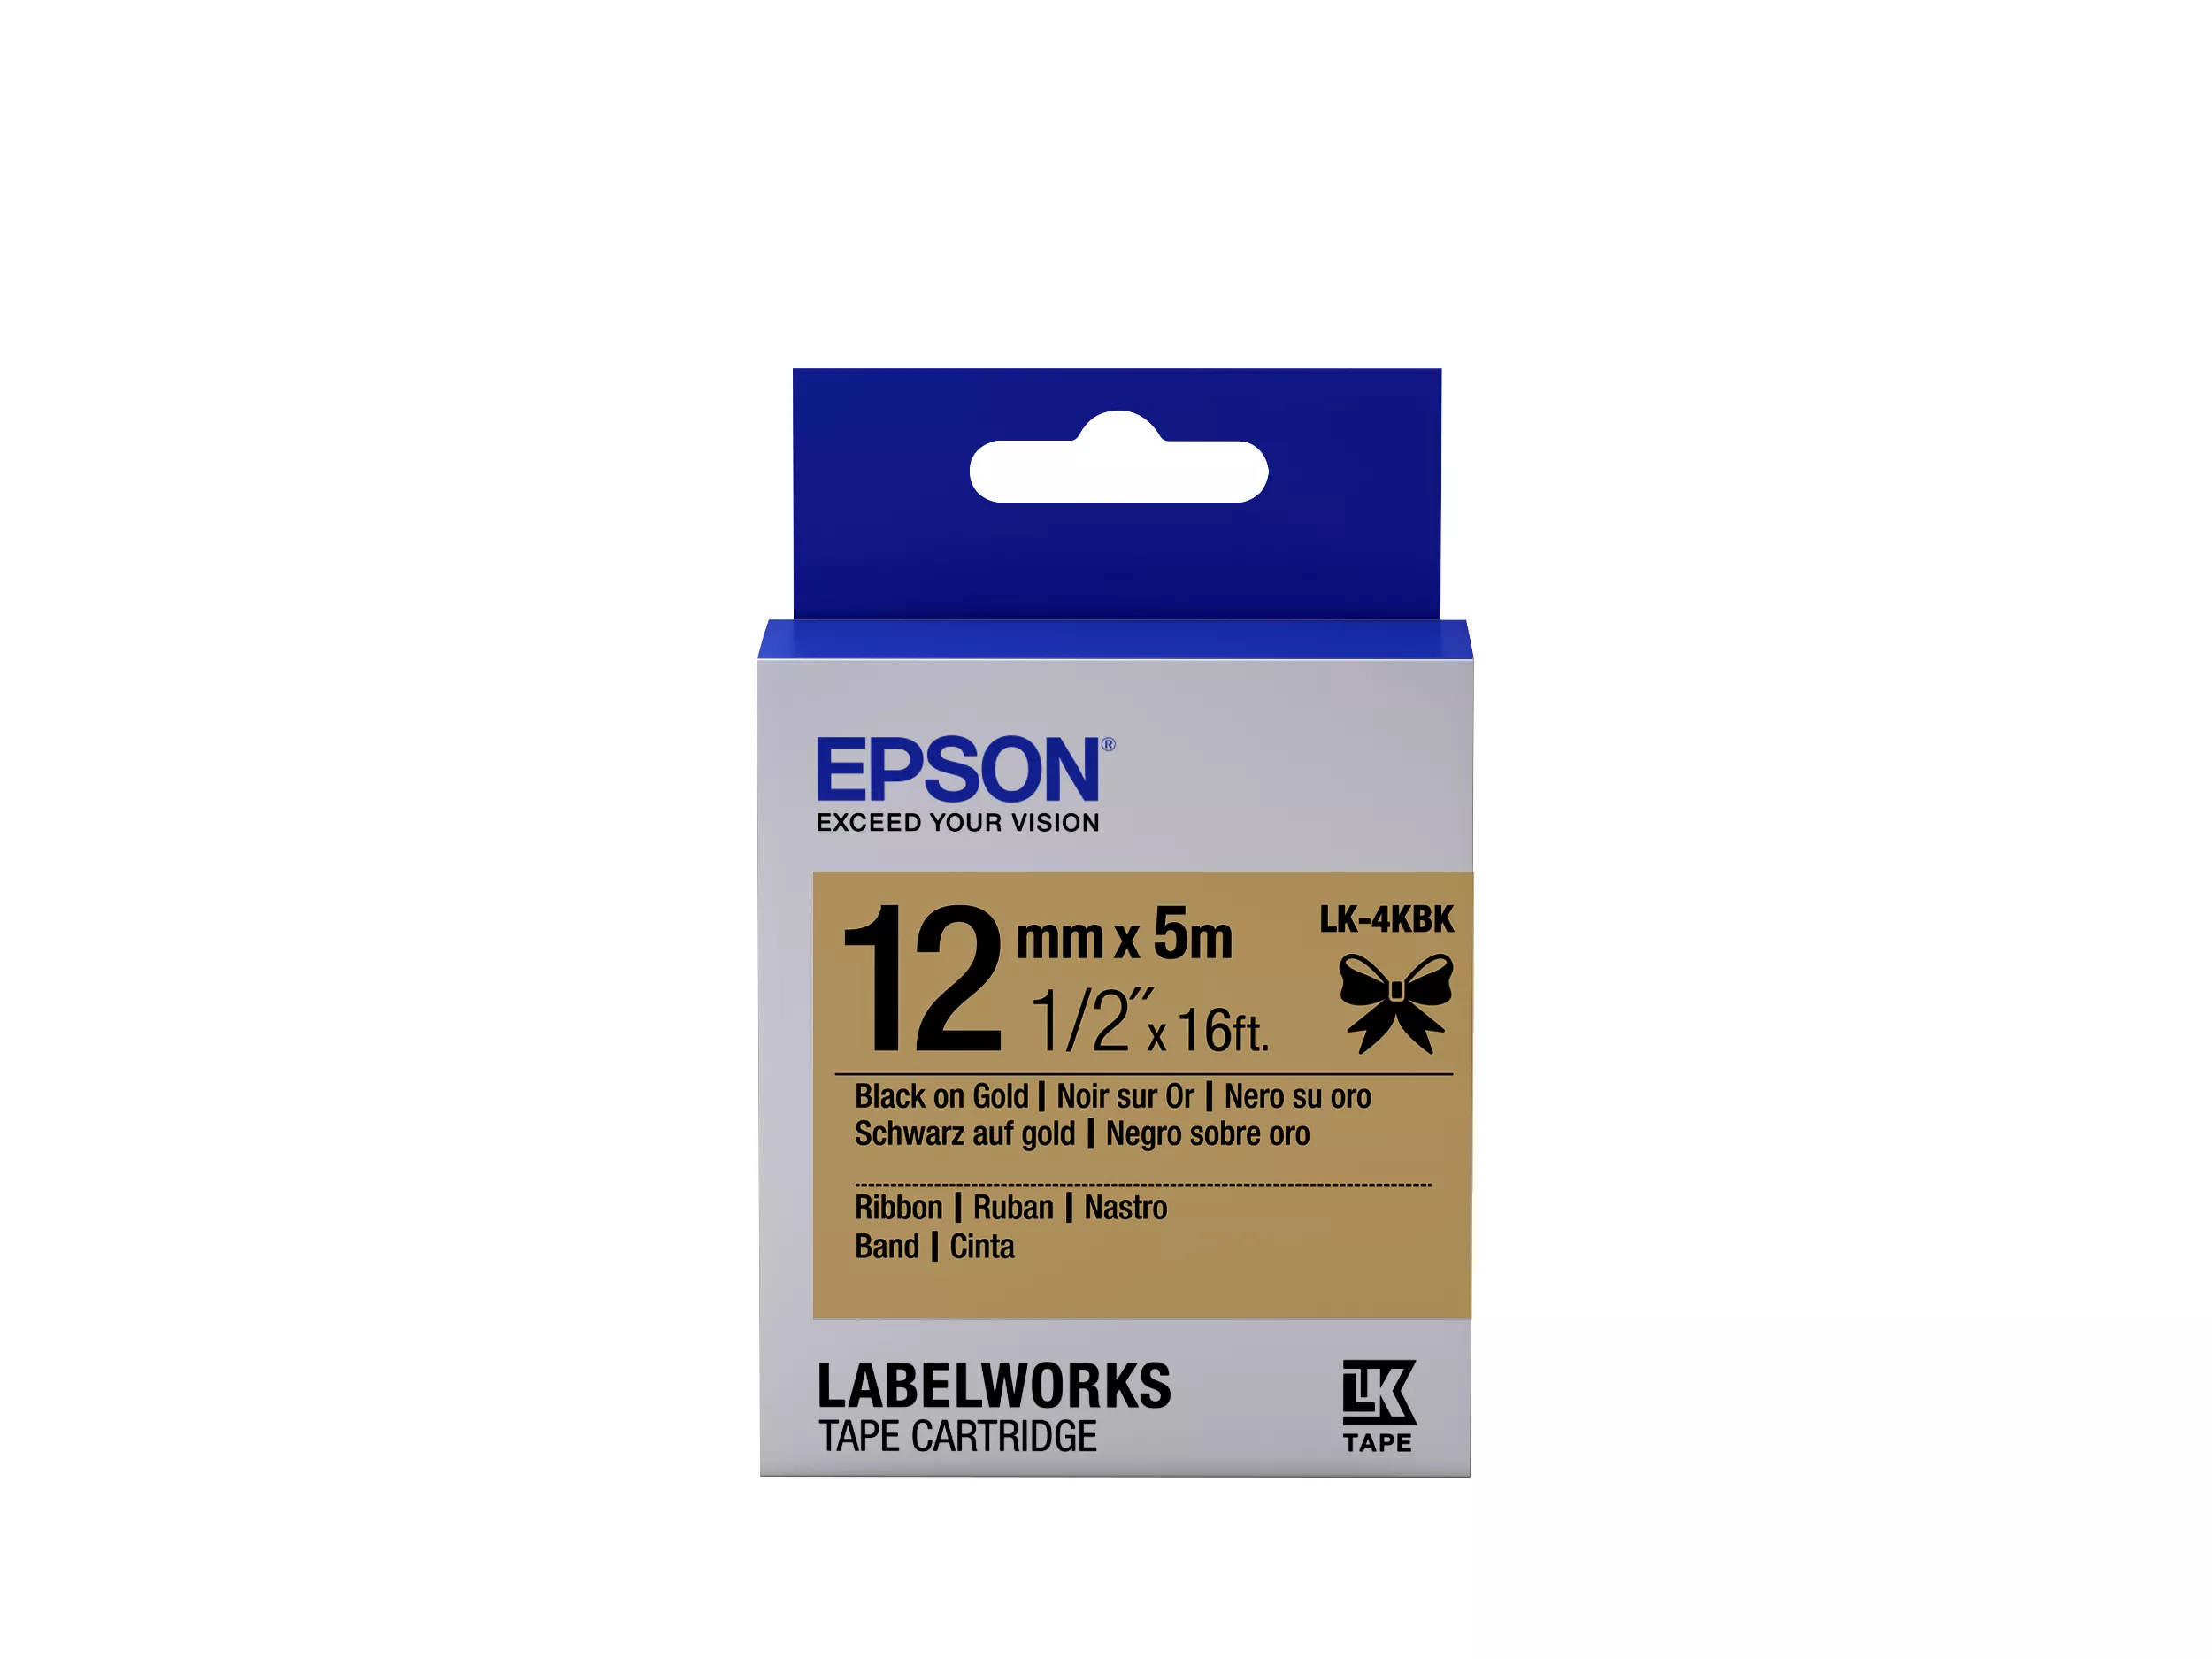 EPSON®
EXCEED YOUR VISION
12 mm x 5m
1/2″ x 16ft.
LK-4KBK
Black on Gold | Noir sur Or | Nero su oro
Schwarz auf gold | Negro sobre oro
Ribbon | Ruban | Nastro
Band | Cinta
LABELWORKS
TAPE CARTRIDGE
LK
TAPE